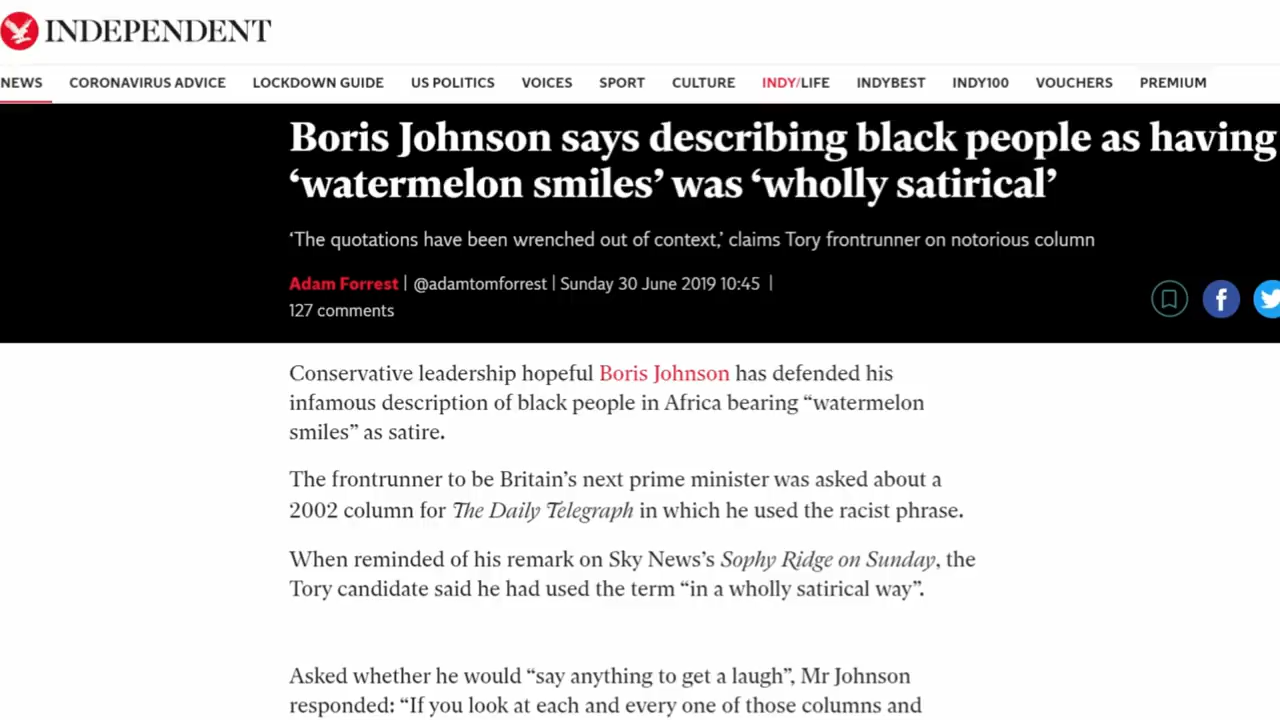 INDEPENDENT
NEWS CORONAVIRUS ADVICE LOCKDOWN GUIDE US POLITICS VOICES SPORT CULTURE INDY/LIFE INDYBEST INDY100 VOUCHERS PREMIUM
Boris Johnson says describing black people as having
‘watermelon smiles’ was ‘wholly satirical’
‘The quotations have been wrenched out of context,’ claims Tory frontrunner on notorious column
Adam Forrest | @adamtomforrest | Sunday 30 June 2019 10:45 |
127 comments
Conservative leadership hopeful Boris Johnson has defended his
infamous description of black people in Africa bearing “watermelon
smiles” as satire.
The frontrunner to be Britain’s next prime minister was asked about a
2002 column for The Daily Telegraph in which he used the racist phrase.
When reminded of his remark on Sky News’s Sophy Ridge on Sunday, the
Tory candidate said he had used the term “in a wholly satirical way”.
Asked whether he would “say anything to get a laugh”, Mr Johnson
responded: “If you look at each and every one of those columns and